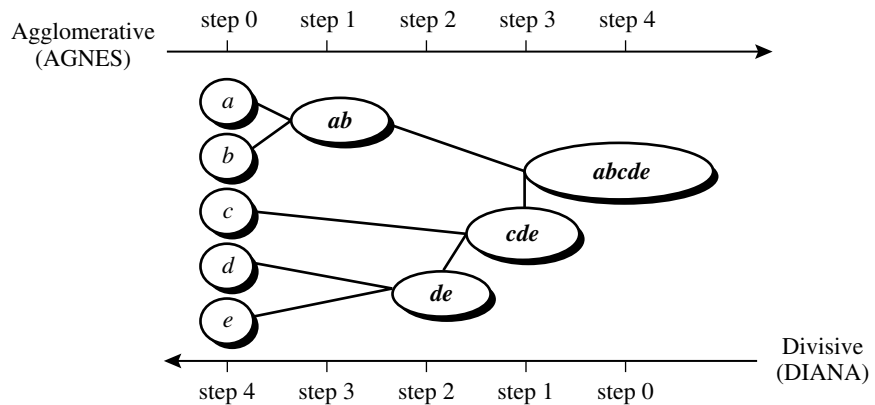 Agglomerative
(AGNES)
step 0 step 1 step 2 step 3 step 4
a
ab
b
abcde
c
cde
d
de
e
Divisive
(DIANA)
step 4 step 3 step 2 step 1 step 0